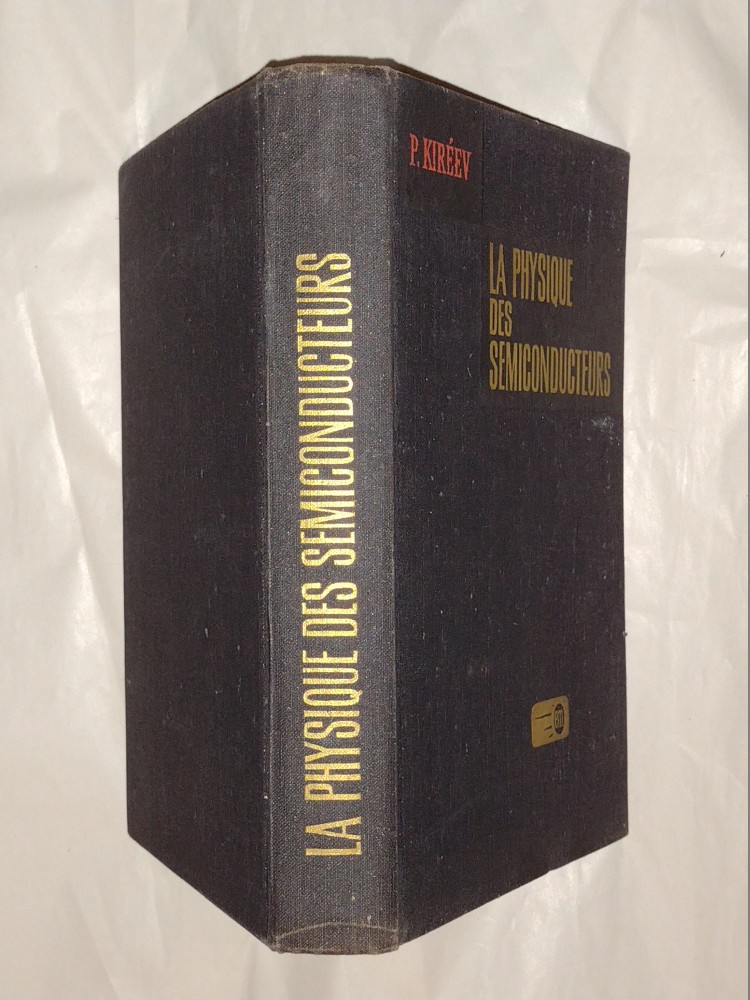 P. KIRÉEV
LA PHYSIQUE
DES
SEMICONDUCTEURS
LA PHYSIQUE DES SEMICONDUCTEURS